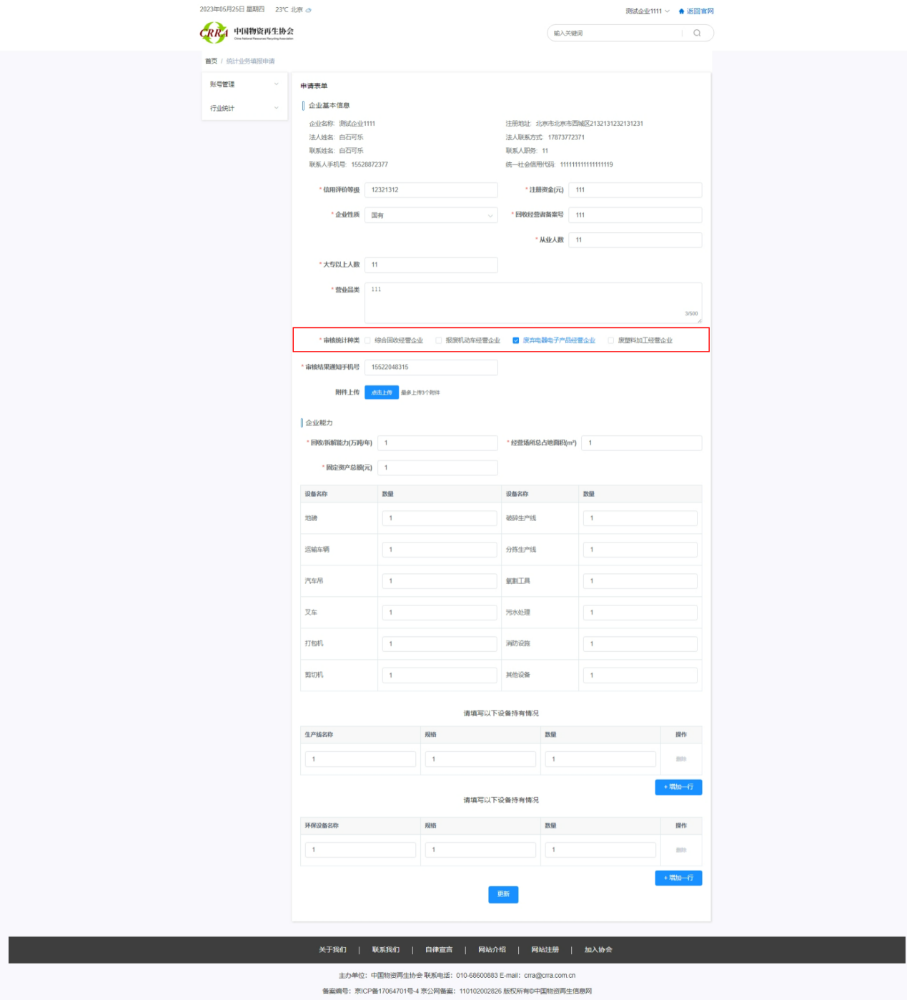 2023年05月25日 星期四 23℃ 北京 测试企业1111 返回官网
CRRA 中国物资再生协会 输入关键词
China National Resources Recycling Association
首页 / 统计业务填报申请
账号管理
行业统计
申请表单
企业基本信息
企业名称: 测试企业1111 注册地址: 北京市北京市西城区2132131232131231
法人姓名: 白石可乐 法人联系方式: 17873772371
联系姓名: 白石可乐 联系人职务: 11
联系人手机号: 15528872377 统一社会信用代码: 111111111111111119
* 信用评价等级 12321312 * 注册资金(元) 111
* 企业性质 国有 * 回收经营者备案号 111
* 从业人数 11
* 大专以上人数 11
* 营业品类 111
3/500
* 审核统计种类 综合回收经营企业 报废机动车经营企业 废弃电器电子产品经营企业 废塑料加工经营企业
* 审核结果通知手机号 15522048315
附件上传 点击上传 最多上传3个附件
企业能力
* 回收/拆解能力(万吨/年) 1 * 经营场所总占地面积(m²) 1
* 固定资产总额(元) 1
设备名称 数量 设备名称 数量
地磅 1 破碎生产线 1
运输车辆 1 分拣生产线 1
汽车吊 1 氩割工具 1
叉车 1 污水处理 1
打包机 1 消防设施 1
剪切机 1 其他设备 1
请填写以下设备持有情况
生产线名称 规格 数量 操作
1 1 1 删除
+ 增加一行
请填写以下设备持有情况
环保设备名称 规格 数量 操作
1 1 1 删除
+ 增加一行
更新
关于我们 | 联系我们 | 自律宣言 | 网站介绍 | 网站注册 | 加入协会
主办单位：中国物资再生协会 联系电话：010-68600883 E-mail：crra@crra.com.cn
备案编号：京ICP备17064701号-4 京公网备案：110102002826 版权所有©中国物资再生信息网